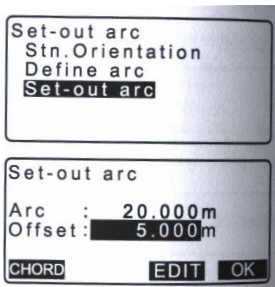 Set-out arc
Stn.Orientation
Define arc
Set-out arc
Set-out arc
Arc : 20.000m
Offset: 5.000m
CHORD EDIT OK